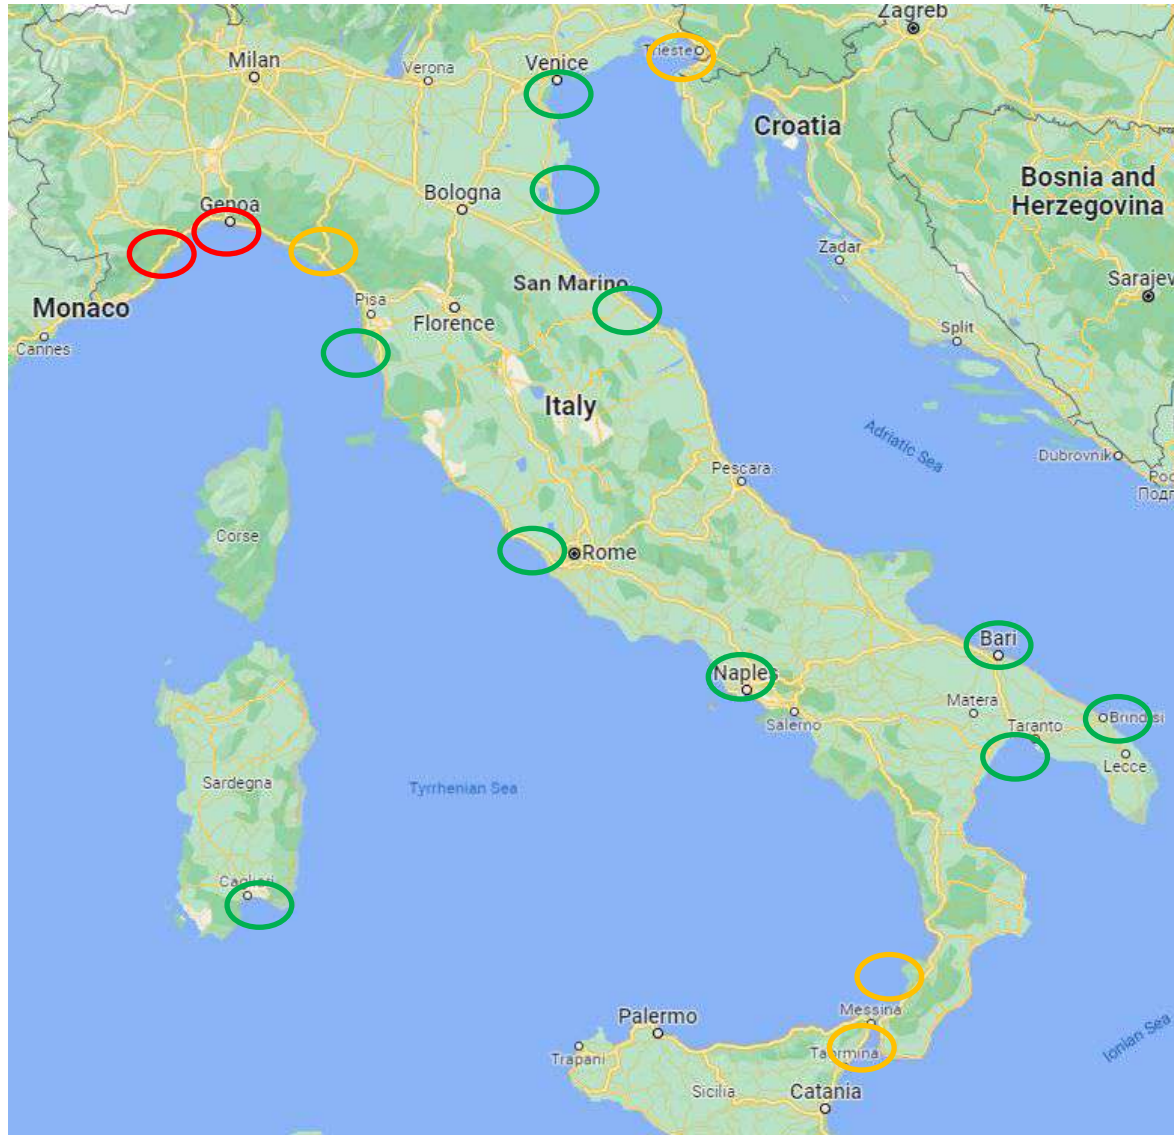 Zagreb
Trieste
Milan
Verona
Venice
Croatia
Bosnia and
Herzegovina
Bologna
Genoa
Zadar
Sarajev
San Marino
Monaco
Pisa
Florence
Split
Cannes
Italy
Adriatic Sea
Dubrovnik
Pescara
Рос
Подг
Corse
Rome
Bari
Naples
Matera
Brindisi
Salerno
Taranto
Lecce
Sardegna
Tyrrhenian Sea
Cagliari
Messina
Palermo
Ionian Sea
Taormina
Trapani
Sicilia
Catania